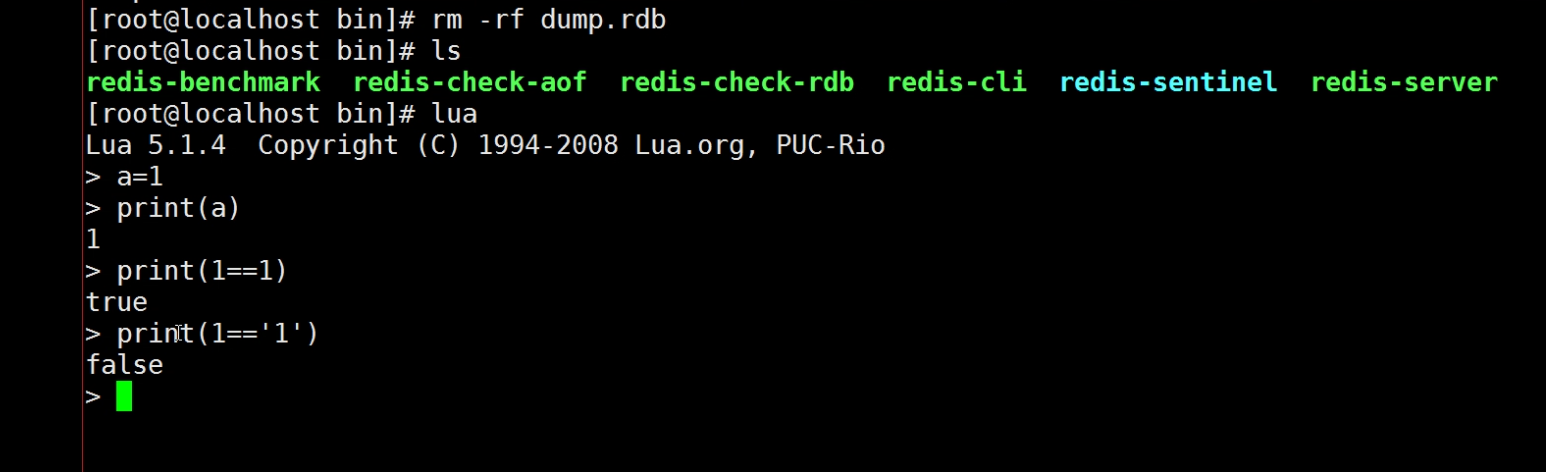 [root@localhost bin]# rm -rf dump.rdb
[root@localhost bin]# ls
redis-benchmark  redis-check-aof  redis-check-rdb  redis-cli  redis-sentinel  redis-server
[root@localhost bin]# lua
Lua 5.1.4  Copyright (C) 1994-2008 Lua.org, PUC-Rio
> a=1
> print(a)
1
> print(1==1)
true
> print(1=='1')
false
>